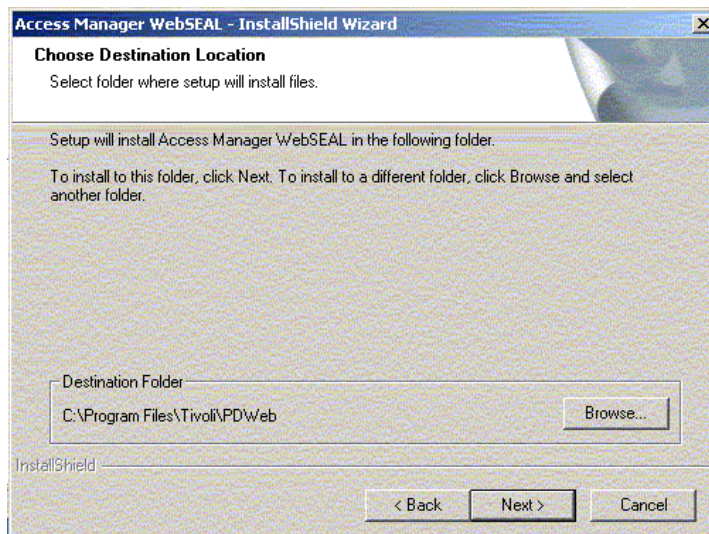 Access Manager WebSEAL - InstallShield Wizard
Choose Destination Location
Select folder where setup will install files.
Setup will install Access Manager WebSEAL in the following folder.
To install to this folder, click Next. To install to a different folder, click Browse and select
another folder.
Destination Folder
C:\Program Files\Tivoli\PDWeb
Browse...
InstallShield
< Back
Next >
Cancel